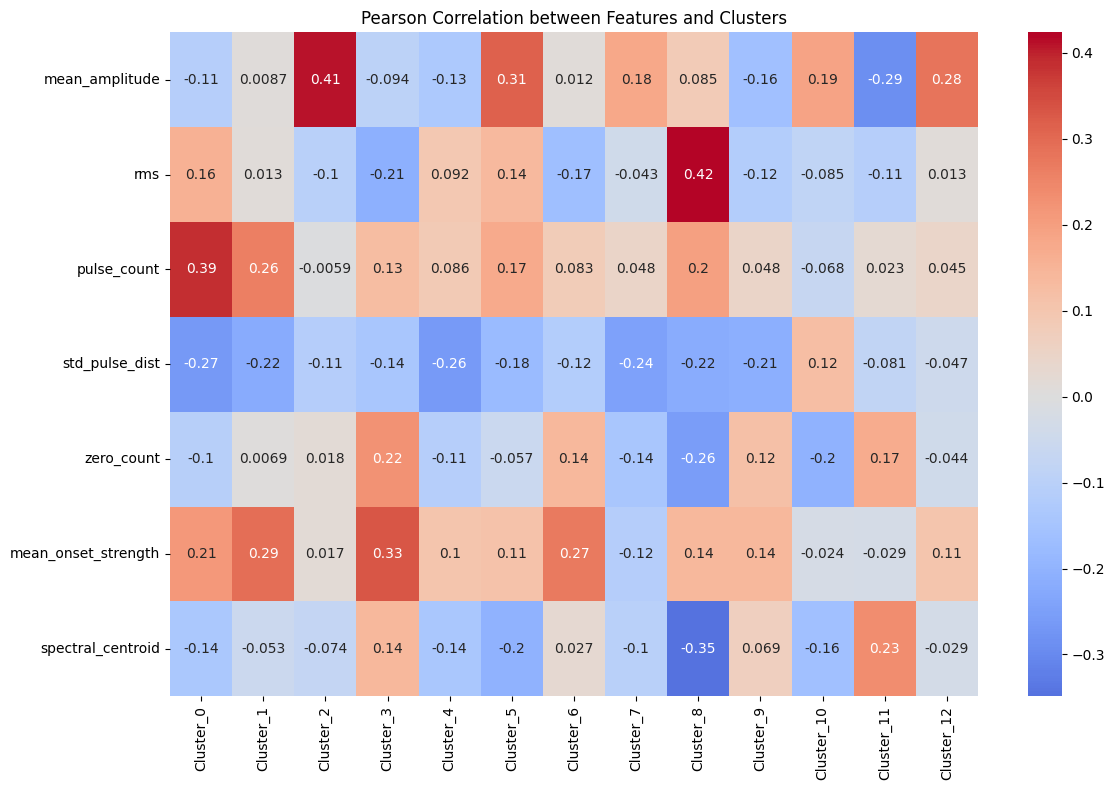 Pearson Correlation between Features and Clusters
mean_amplitude -0.11 0.0087 0.41 -0.094 -0.13 0.31 0.012 0.18 0.085 -0.16 0.19 -0.29 0.28
rms 0.16 0.013 -0.1 -0.21 0.092 0.14 -0.17 -0.043 0.42 -0.12 -0.085 -0.11 0.013
pulse_count 0.39 0.26 -0.0059 0.13 0.086 0.17 0.083 0.048 0.2 0.048 -0.068 0.023 0.045
std_pulse_dist -0.27 -0.22 -0.11 -0.14 -0.26 -0.18 -0.12 -0.24 -0.22 -0.21 0.12 -0.081 -0.047
zero_count -0.1 0.0069 0.018 0.22 -0.11 -0.057 0.14 -0.14 -0.26 0.12 -0.2 0.17 -0.044
mean_onset_strength 0.21 0.29 0.017 0.33 0.1 0.11 0.27 -0.12 0.14 0.14 -0.024 -0.029 0.11
spectral_centroid -0.14 -0.053 -0.074 0.14 -0.14 -0.2 0.027 -0.1 -0.35 0.069 -0.16 0.23 -0.029
Cluster_0 Cluster_1 Cluster_2 Cluster_3 Cluster_4 Cluster_5 Cluster_6 Cluster_7 Cluster_8 Cluster_9 Cluster_10 Cluster_11 Cluster_12
0.4
0.3
0.2
0.1
0.0
-0.1
-0.2
-0.3